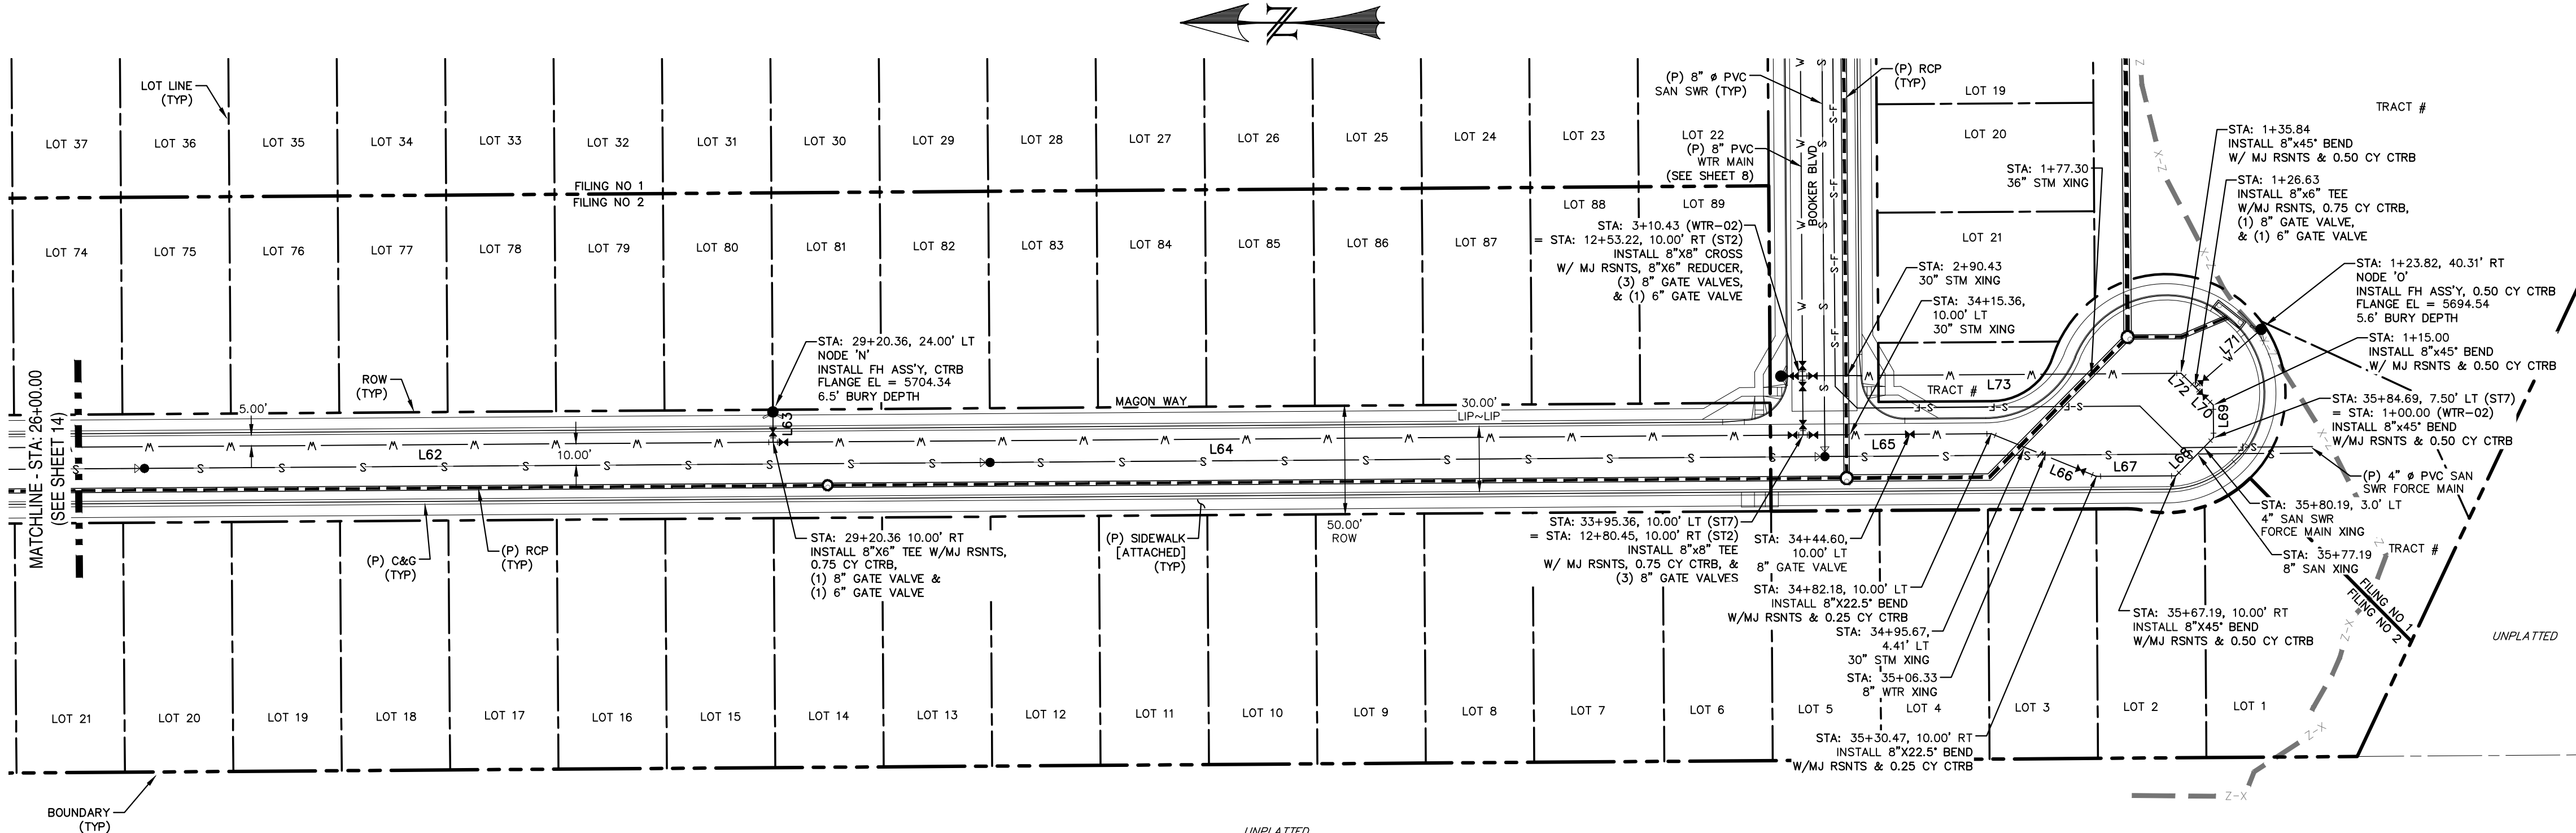 N
LOT LINE
(TYP)
LOT 37
LOT 36
LOT 35
LOT 34
LOT 33
LOT 32
LOT 31
LOT 30
LOT 29
LOT 28
LOT 27
LOT 26
LOT 25
LOT 24
LOT 23
LOT 22
(P) 8" ø PVC
SAN SWR (TYP)
(P) 8" PVC
WTR MAIN
(SEE SHEET 8)
(P) RCP
(TYP)
LOT 19
LOT 20
LOT 21
TRACT #
FILING NO 1
FILING NO 2
LOT 88
LOT 89
BOOKER BLVD
LOT 74
LOT 75
LOT 76
LOT 77
LOT 78
LOT 79
LOT 80
LOT 81
LOT 82
LOT 83
LOT 84
LOT 85
LOT 86
LOT 87
STA: 3+10.43 (WTR-02)
= STA: 12+53.22, 10.00' RT (ST2)
INSTALL 8"X8" CROSS
W/ MJ RSNTS, 8"X6" REDUCER,
(3) 8" GATE VALVES,
& (1) 6" GATE VALVE
STA: 1+77.30
36" STM XING
STA: 2+90.43
30" STM XING
STA: 34+15.36,
10.00' LT
30" STM XING
STA: 1+35.84
INSTALL 8"x45° BEND
W/ MJ RSNTS & 0.50 CY CTRB
STA: 1+26.63
INSTALL 8"x6" TEE
W/MJ RSNTS, 0.75 CY CTRB,
(1) 8" GATE VALVE,
& (1) 6" GATE VALVE
STA: 1+23.82, 40.31' RT
NODE 'O'
INSTALL FH ASS'Y, 0.50 CY CTRB
FLANGE EL = 5694.54
5.6' BURY DEPTH
STA: 1+15.00
INSTALL 8"x45° BEND
W/ MJ RSNTS & 0.50 CY CTRB
STA: 35+84.69, 7.50' LT (ST7)
= STA: 1+00.00 (WTR-02)
INSTALL 8"x45° BEND
W/MJ RSNTS & 0.50 CY CTRB
(P) 4" ø PVC SAN
SWR FORCE MAIN
STA: 35+80.19, 3.0' LT
4" SAN SWR
FORCE MAIN XING
STA: 35+77.19
8" SAN XING
TRACT #
FILING NO 1
FILING NO 2
UNPLATTED
STA: 35+67.19, 10.00' RT
INSTALL 8"X45° BEND
W/MJ RSNTS & 0.50 CY CTRB
MATCHLINE - STA: 26+00.00
(SEE SHEET 14)
ROW
(TYP)
5.00'
10.00'
STA: 29+20.36, 24.00' LT
NODE 'N'
INSTALL FH ASS'Y, CTRB
FLANGE EL = 5704.34
6.5' BURY DEPTH
MAGON WAY
30.00'
LIP~LIP
TRACT #
L62
L63
L64
L65
L66
L67
L68
L69
L70
L71
L72
L73
W
S
S-F
X-Z
Z-X
50.00'
ROW
(P) C&G
(TYP)
(P) RCP
(TYP)
STA: 29+20.36 10.00' RT
INSTALL 8"X6" TEE W/MJ RSNTS,
0.75 CY CTRB,
(1) 8" GATE VALVE &
(1) 6" GATE VALVE
(P) SIDEWALK
[ATTACHED]
(TYP)
STA: 33+95.36, 10.00' LT (ST7)
= STA: 12+80.45, 10.00' RT (ST2)
INSTALL 8"x8" TEE
W/ MJ RSNTS, 0.75 CY CTRB, &
(3) 8" GATE VALVES
STA: 34+44.60,
10.00' LT
8" GATE VALVE
STA: 34+82.18, 10.00' LT
INSTALL 8"X22.5° BEND
W/MJ RSNTS & 0.25 CY CTRB
STA: 34+95.67,
4.41' LT
30" STM XING
STA: 35+06.33
8" WTR XING
STA: 35+30.47, 10.00' RT
INSTALL 8"X22.5° BEND
W/MJ RSNTS & 0.25 CY CTRB
LOT 21
LOT 20
LOT 19
LOT 18
LOT 17
LOT 16
LOT 15
LOT 14
LOT 13
LOT 12
LOT 11
LOT 10
LOT 9
LOT 8
LOT 7
LOT 6
LOT 5
LOT 4
LOT 3
LOT 2
LOT 1
BOUNDARY
(TYP)
UNPLATTED